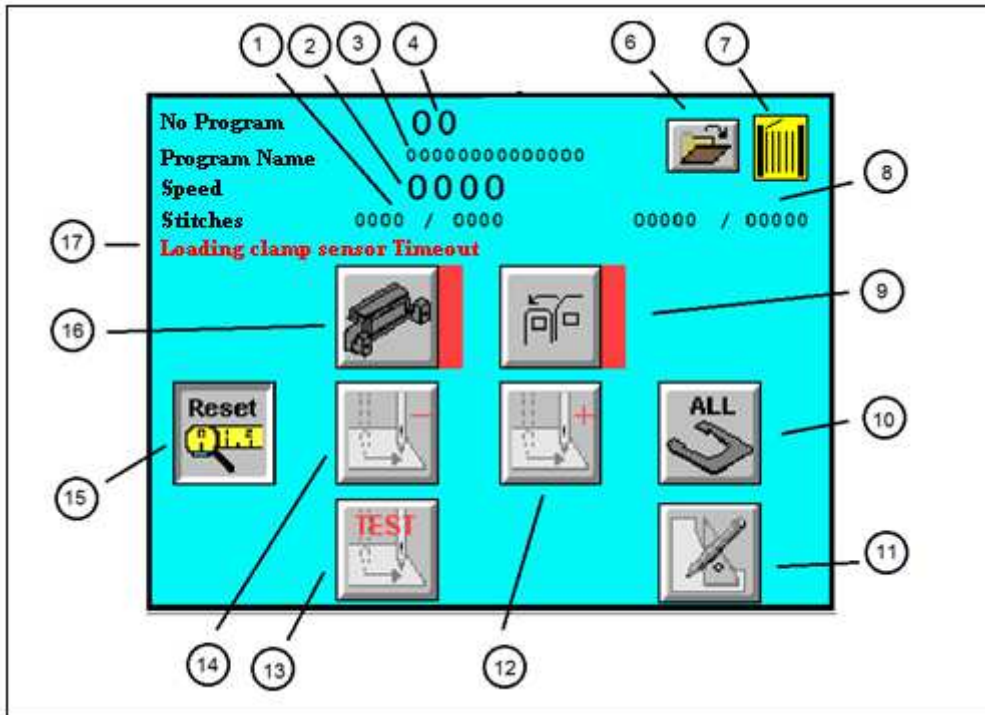 1 2 3 4 6 7
No Program 00
Program Name 00000000000000
Speed 0000
8
Stitches 0000 / 0000 00000 / 00000
17 Loading clamp sensor Timeout
16 9
Reset ALL
10
15
TEST
11
14 13 12